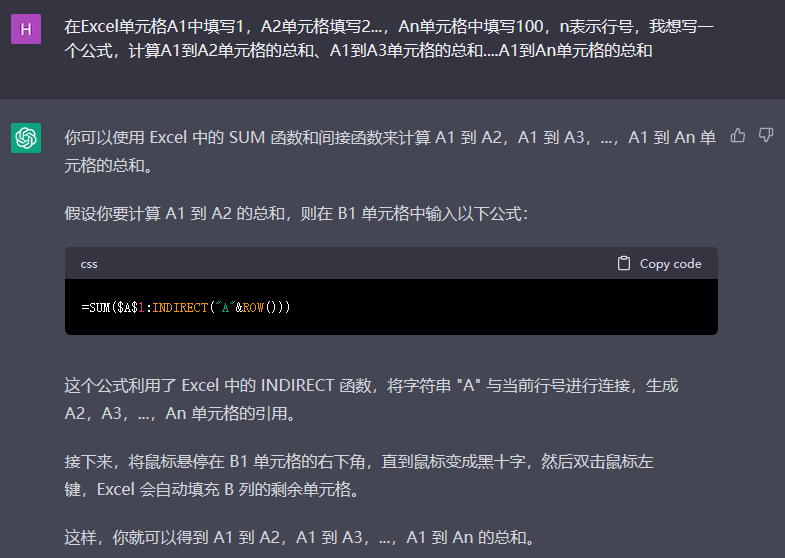 H
在Excel单元格A1中填写1，A2单元格填写2...，An单元格中填写100，n表示行号，我想写一
个公式，计算A1到A2单元格的总和、A1到A3单元格的总和....A1到An单元格的总和
你可以使用 Excel 中的 SUM 函数和间接函数来计算 A1 到 A2，A1 到 A3，...，A1 到 An 单
元格的总和。
假设你要计算 A1 到 A2 的总和，则在 B1 单元格中输入以下公式：
css
Copy code
=SUM($A$1:INDIRECT("A"&ROW()))
这个公式利用了 Excel 中的 INDIRECT 函数，将字符串 "A" 与当前行号进行连接，生成
A2，A3，...，An 单元格的引用。
接下来，将鼠标悬停在 B1 单元格的右下角，直到鼠标变成黑十字，然后双击鼠标左
键，Excel 会自动填充 B 列的剩余单元格。
这样，你就可以得到 A1 到 A2，A1 到 A3，...，A1 到 An 的总和。